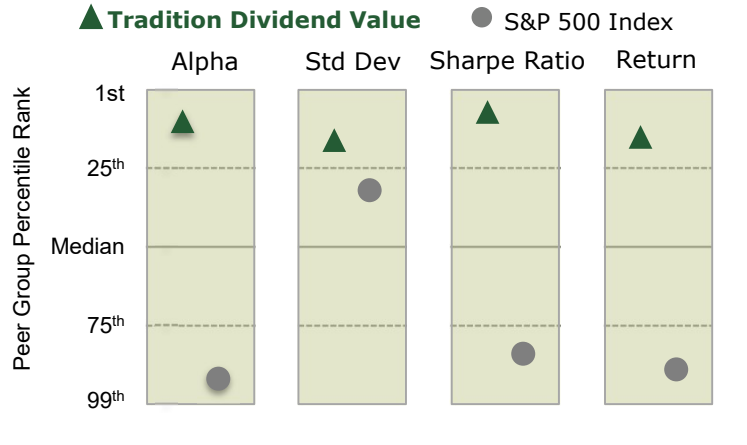 Tradition Dividend Value
S&P 500 Index
Alpha
Std Dev
Sharpe Ratio
Return
Peer Group Percentile Rank
1st
25th
Median
75th
99th